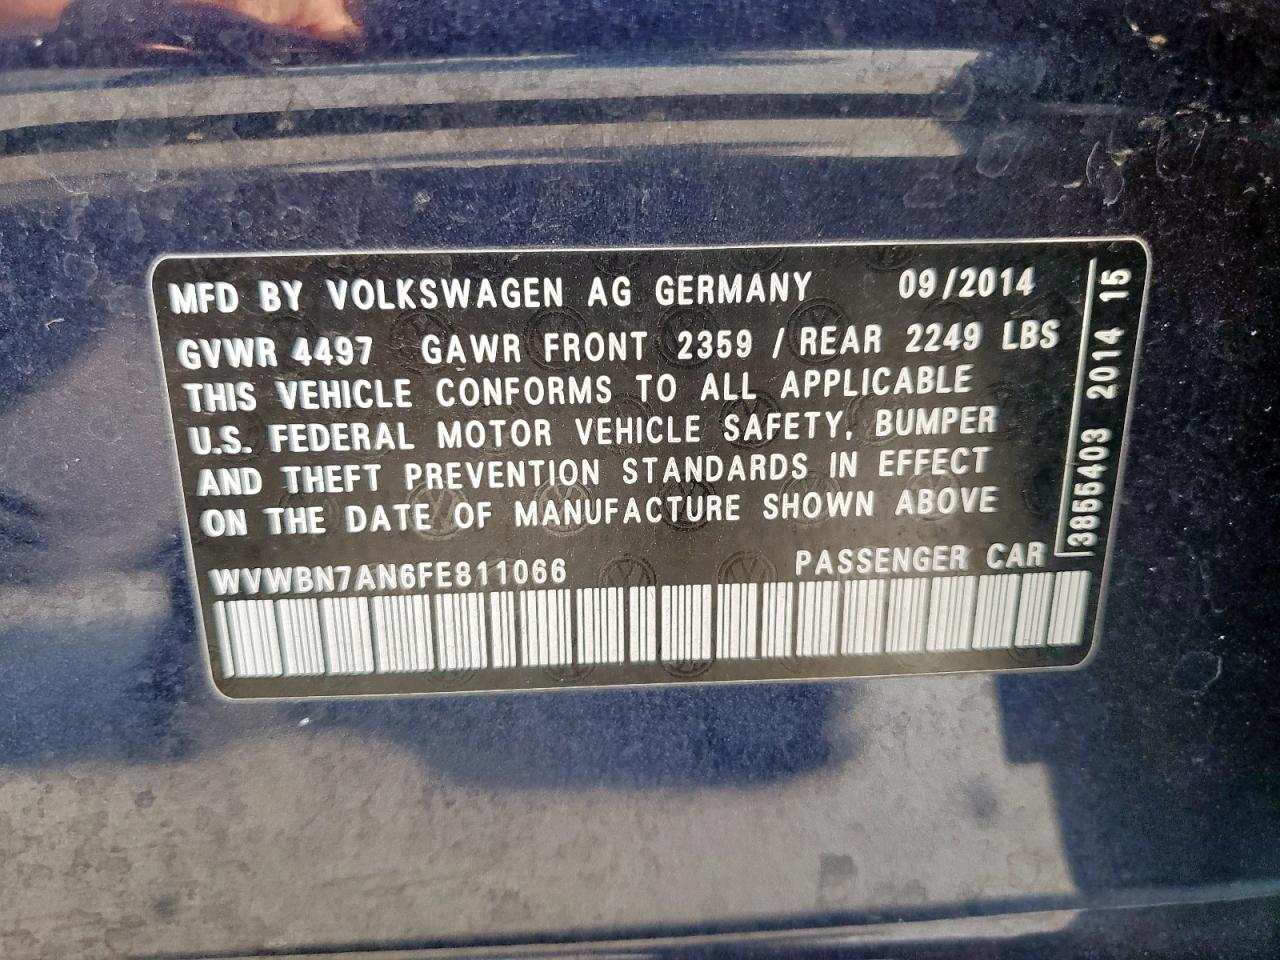 MFD BY VOLKSWAGEN AG GERMANY 09/2014
GVWR 4497 GAWR FRONT 2359 / REAR 2249 LBS
THIS VEHICLE CONFORMS TO ALL APPLICABLE
U.S. FEDERAL MOTOR VEHICLE SAFETY, BUMPER
AND THEFT PREVENTION STANDARDS IN EFFECT
ON THE DATE OF MANUFACTURE SHOWN ABOVE
WVWBN7AN6FE811066 PASSENGER CAR
3855403 2014 15